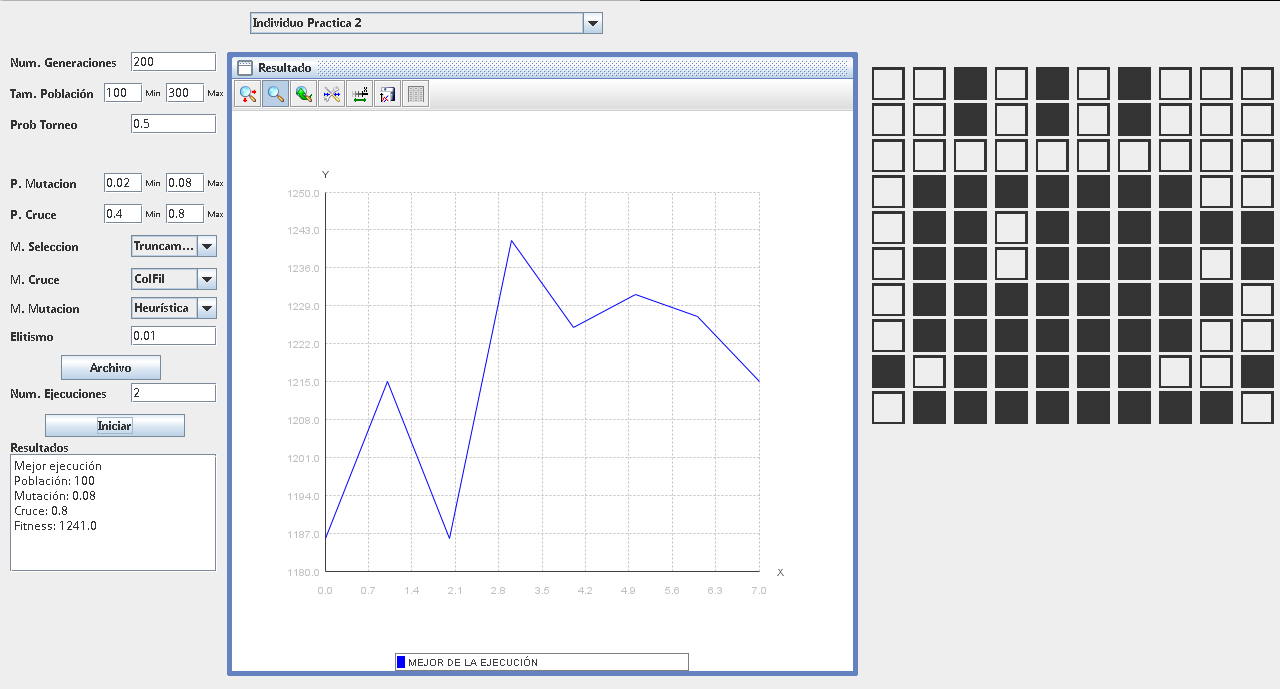 Individuo Practica 2
Num. Generaciones 200
Tam. Población 100 Min 300 Max
Prob Torneo 0.5
P. Mutacion 0.02 Min 0.08 Max
P. Cruce 0.4 Min 0.8 Max
M. Seleccion Truncam...
M. Cruce ColFil
M. Mutacion Heurística
Elitismo 0.01
Archivo
Num. Ejecuciones 2
Iniciar
Resultados
Mejor ejecución
Población: 100
Mutación: 0.08
Cruce: 0.8
Fitness: 1241.0
Resultado
Y
1250.0
1243.0
1236.0
1229.0
1222.0
1215.0
1208.0
1201.0
1194.0
1187.0
1180.0
X
0.0 0.7 1.4 2.1 2.8 3.5 4.2 4.9 5.6 6.3 7.0
MEJOR DE LA EJECUCIÓN